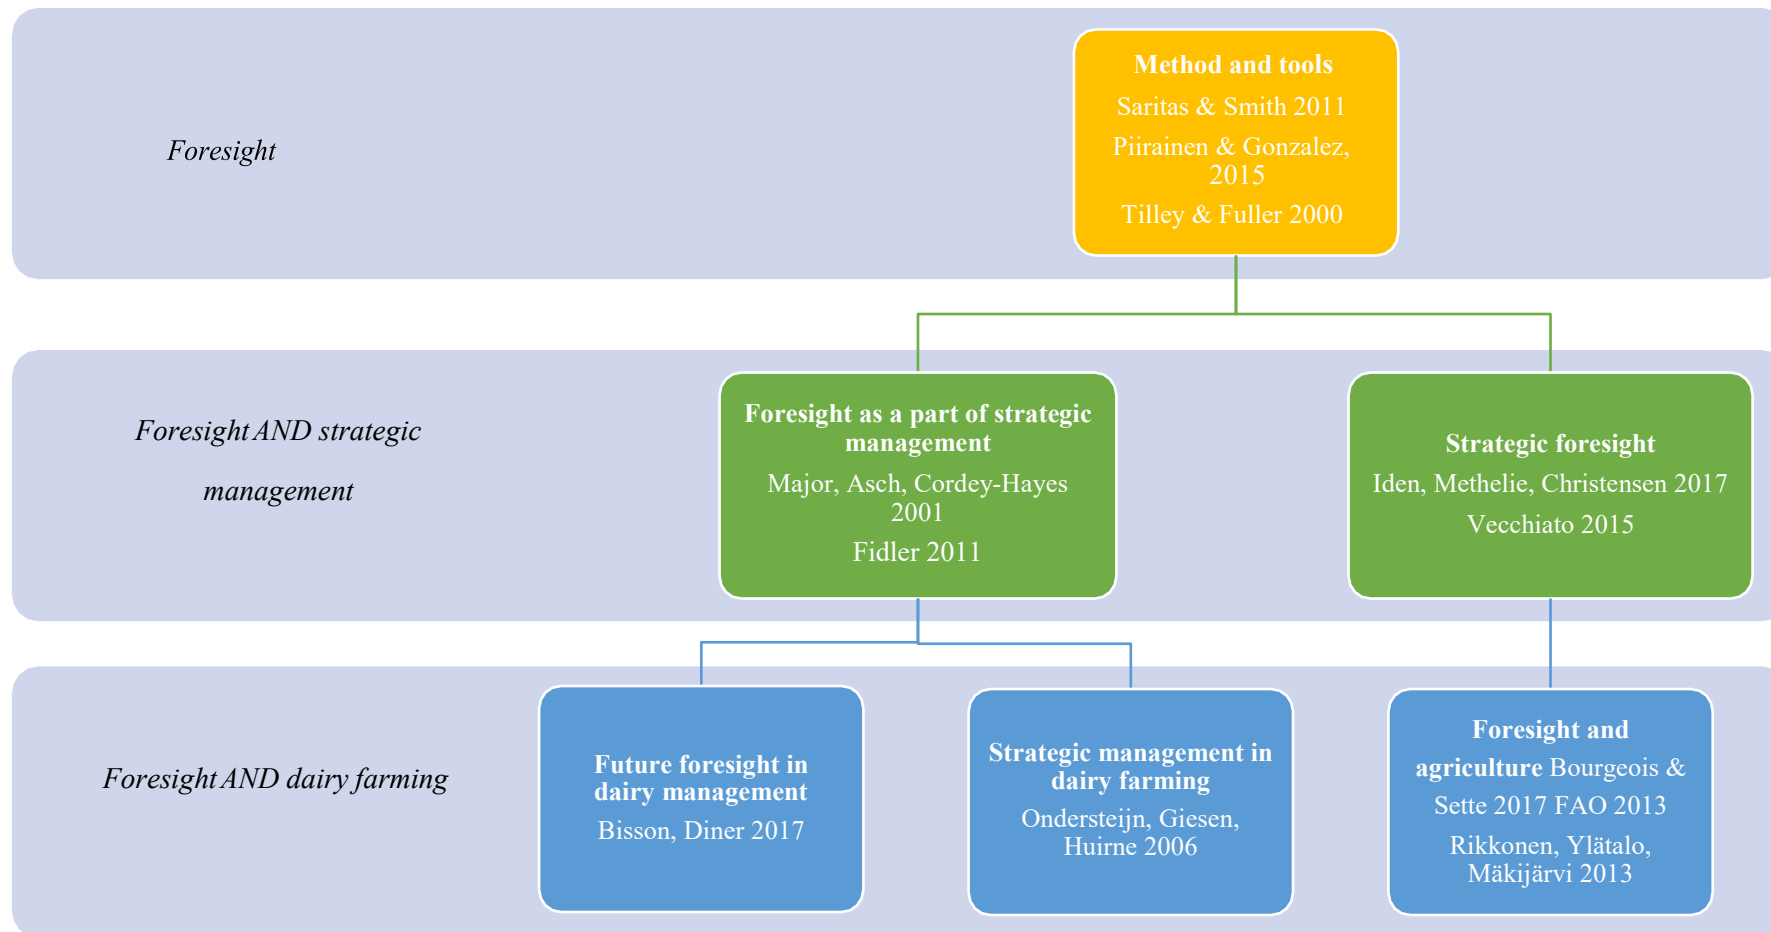 Foresight
Method and tools
Saritas & Smith 2011
Piirainen & Gonzalez,
2015
Tilley & Fuller 2000
Foresight AND strategic
management
Foresight as a part of strategic
management
Major, Asch, Cordey-Hayes
2001
Fidler 2011
Strategic foresight
Iden, Methelie, Christensen 2017
Vecchiato 2015
Foresight AND dairy farming
Future foresight in
dairy management
Bisson, Diner 2017
Strategic management in
dairy farming
Ondersteijn, Giesen,
Huirne 2006
Foresight and
agriculture Bourgeois &
Sette 2017 FAO 2013
Rikkonen, Ylätalo,
Mäkijärvi 2013